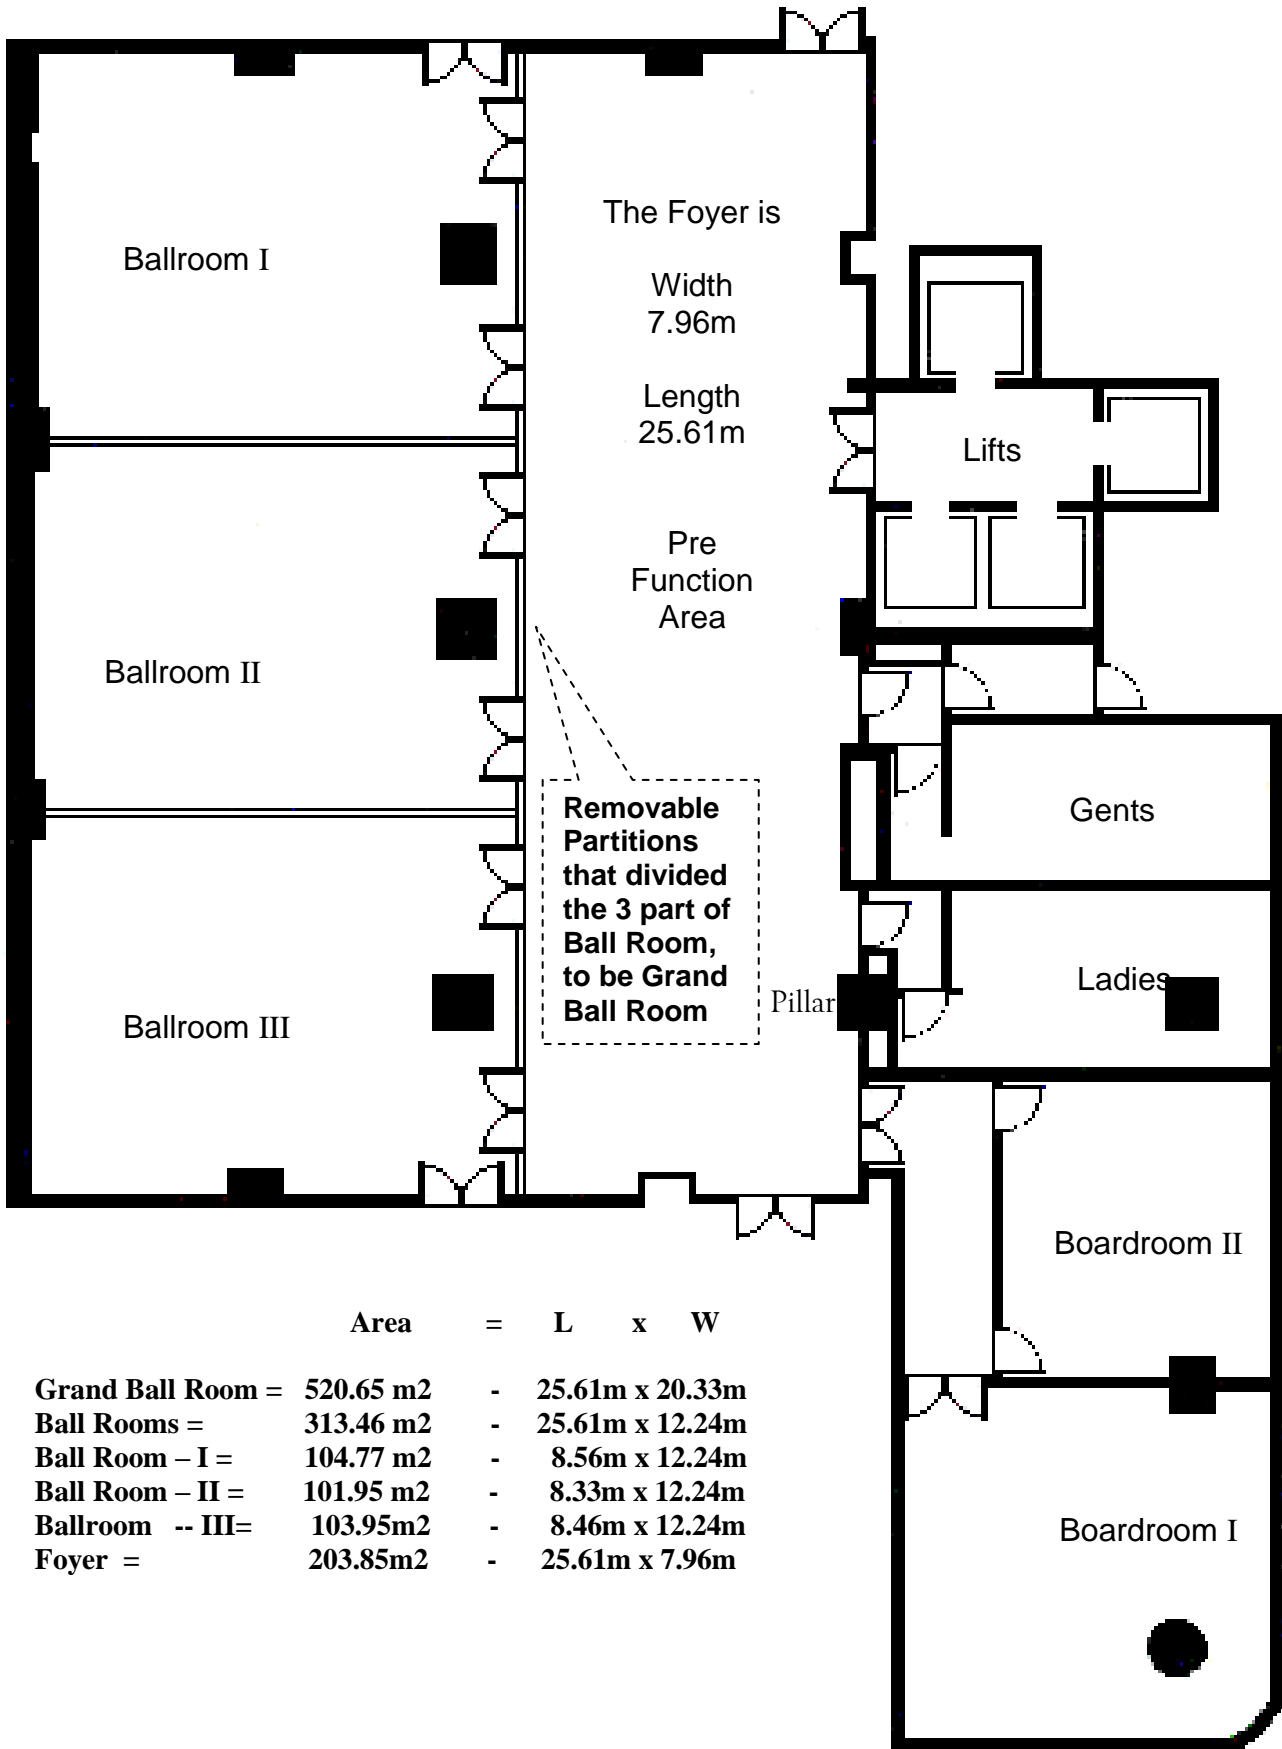 Ballroom I
The Foyer is
Width
7.96m
Length
25.61m
Lifts
Pre
Function
Area
Ballroom II
Removable
Partitions
that divided
the 3 part of
Ball Room,
to be Grand
Ball Room
Gents
Ladies
Pillar
Ballroom III
Boardroom II
Area = L x W
Grand Ball Room = 520.65 m2 - 25.61m x 20.33m
Ball Rooms = 313.46 m2 - 25.61m x 12.24m
Ball Room – I = 104.77 m2 - 8.56m x 12.24m
Ball Room – II = 101.95 m2 - 8.33m x 12.24m
Ballroom -- III= 103.95m2 - 8.46m x 12.24m
Foyer = 203.85m2 - 25.61m x 7.96m
Boardroom I